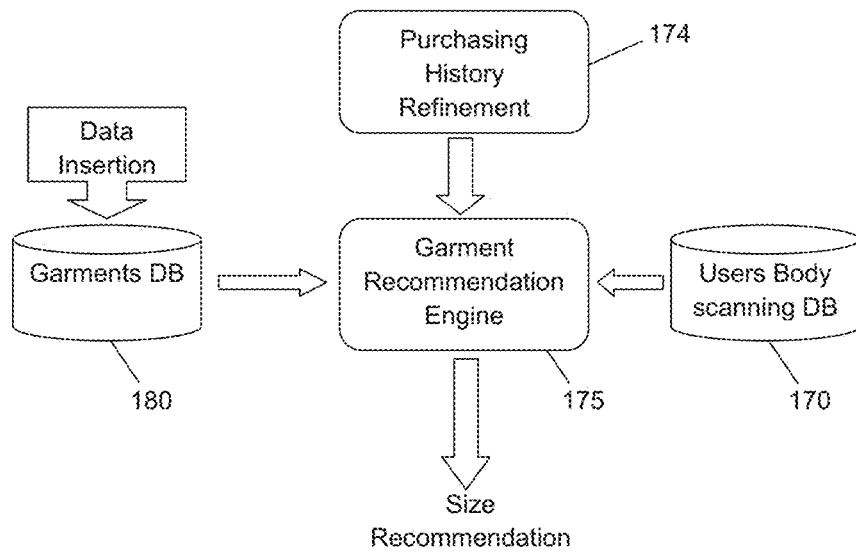 Purchasing
History
Refinement
174
Data
Insertion
Garments DB
180
Garment
Recommendation
Engine
175
Users Body
scanning DB
170
Size
Recommendation